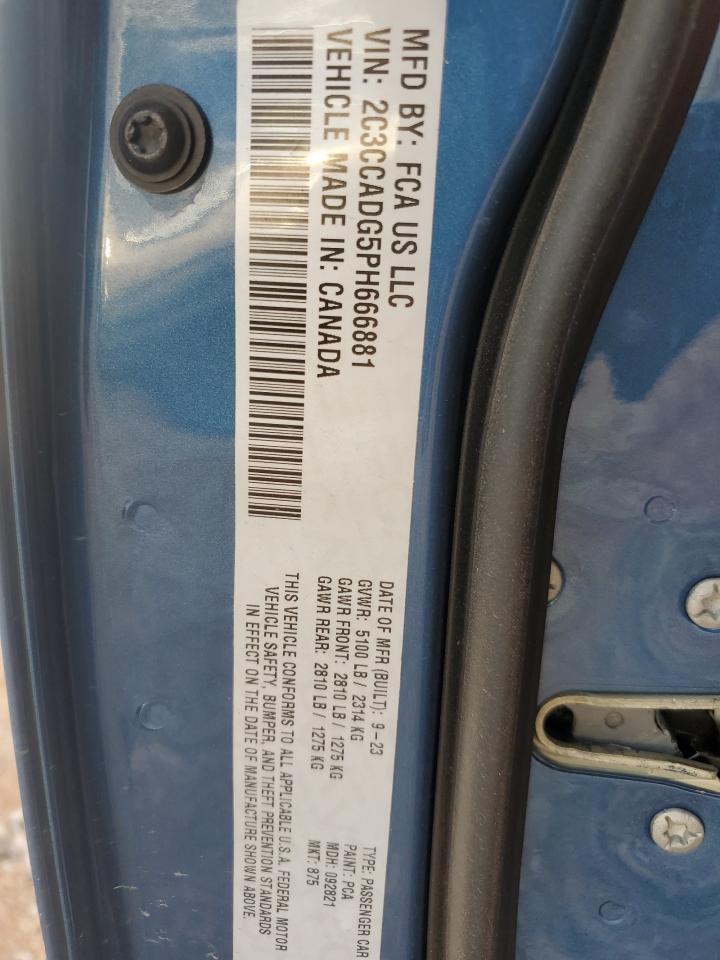 MFD BY: FCA US LLC
VIN: 2C3CCADG5PH666881
VEHICLE MADE IN: CANADA
DATE OF MFR (BUILT): 9-23
GVWR: 5100 LB / 2314 KG
GAWR FRONT: 2810 LB / 1275 KG
GAWR REAR: 2810 LB / 1275 KG
THIS VEHICLE CONFORMS TO ALL APPLICABLE U.S.A. FEDERAL MOTOR
VEHICLE SAFETY, BUMPER, AND THEFT PREVENTION STANDARDS
IN EFFECT ON THE DATE OF MANUFACTURE SHOWN ABOVE.
TYPE: PASSENGER CAR
PAINT: PCA
MDH: 092821
MKT: 875